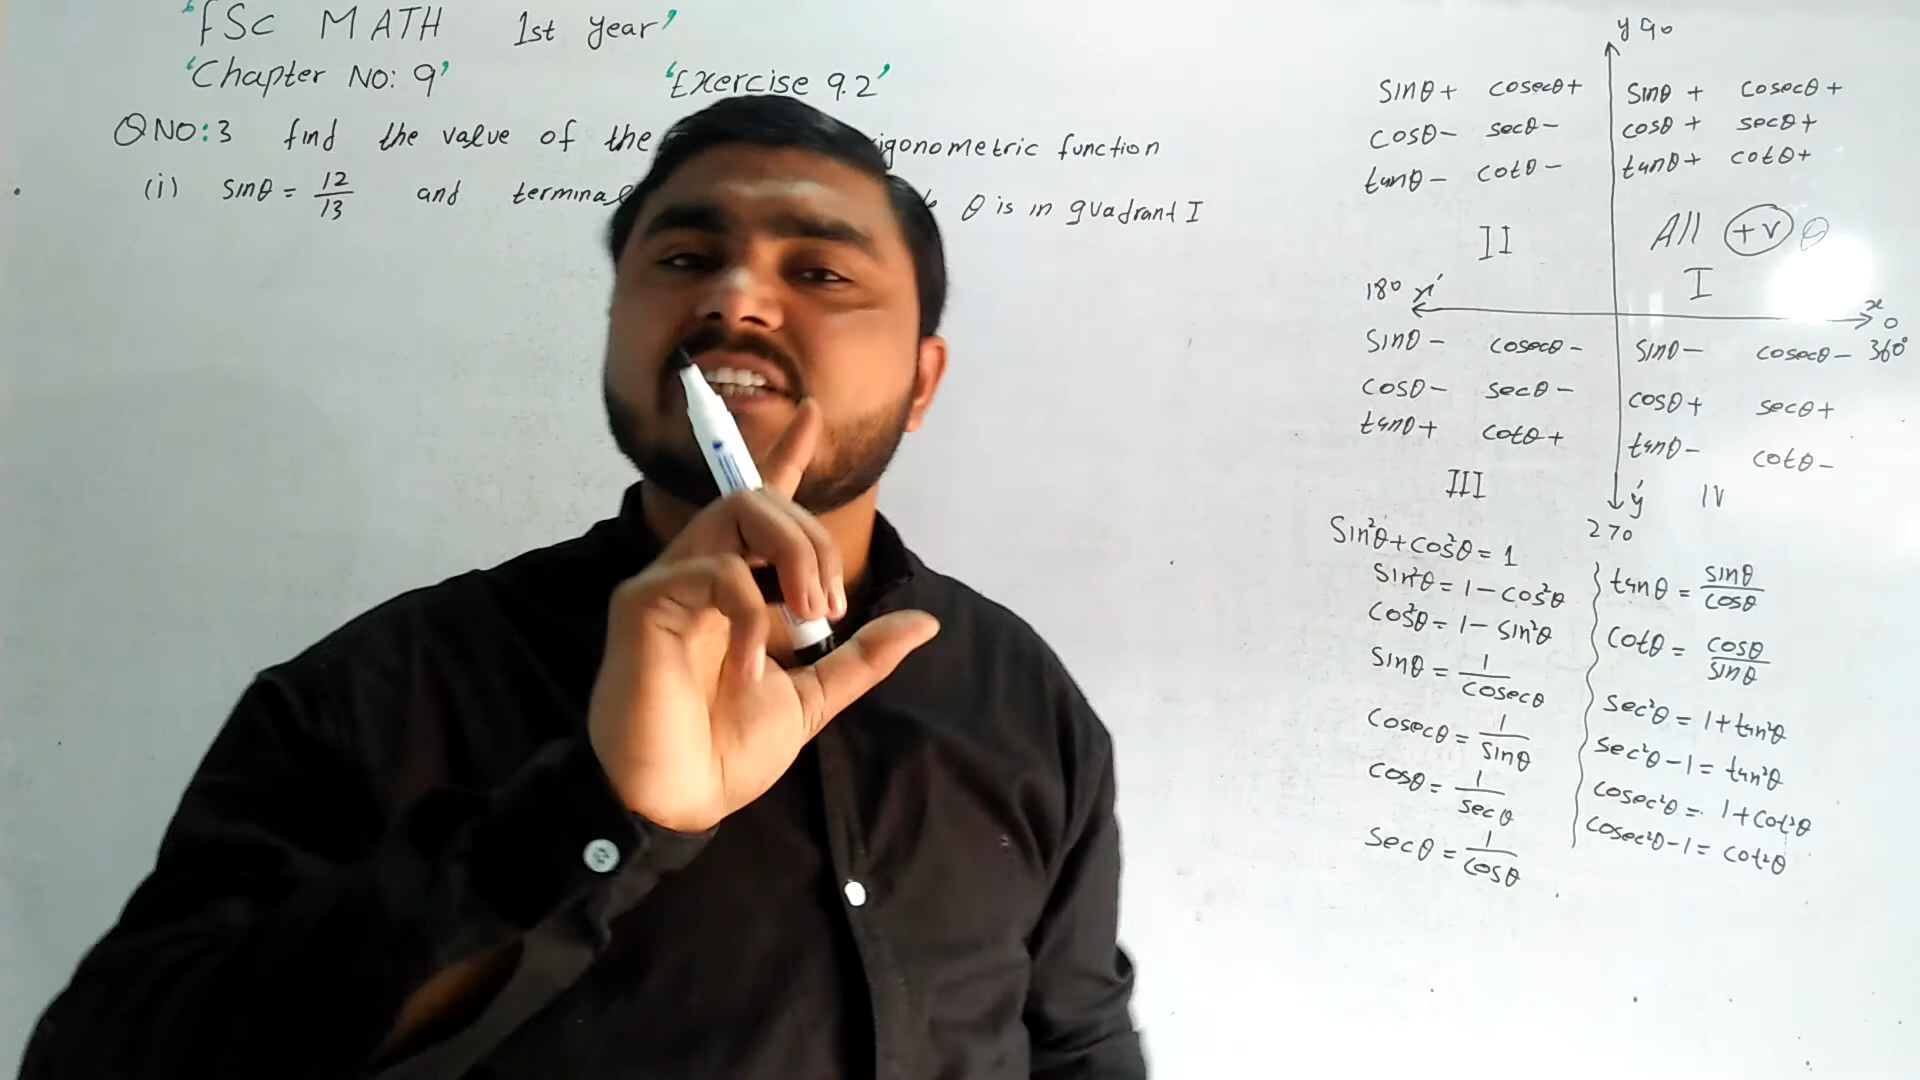 'FSc MATH 1st year'
'Chapter No: 9' 'Exercise 9.2'
QNO:3 find the value of the igonometric function
(i) sinθ = 12/13 and terminal θ is in quadrant I
y 90
sinθ + cosecθ +
cosθ - secθ -
tanθ - cotθ -
II
sinθ + cosecθ +
cosθ + secθ +
tanθ + cotθ +
All +v θ
I
180 x'
x 0
360°
sinθ - cosecθ -
cosθ - secθ -
tanθ + cotθ +
III
sinθ - cosecθ -
cosθ + secθ +
tanθ - cotθ -
IV
y'
270
Sin²θ + cos²θ = 1
Sin²θ = 1 - cos²θ
cos²θ = 1 - sin²θ
sinθ = 1/cosecθ
cosecθ = 1/sinθ
cosθ = 1/secθ
secθ = 1/cosθ
tanθ = sinθ/cosθ
cotθ = cosθ/sinθ
sec²θ = 1 + tan²θ
sec²θ - 1 = tan²θ
cosec²θ = 1 + cot²θ
cosec²θ - 1 = cot²θ